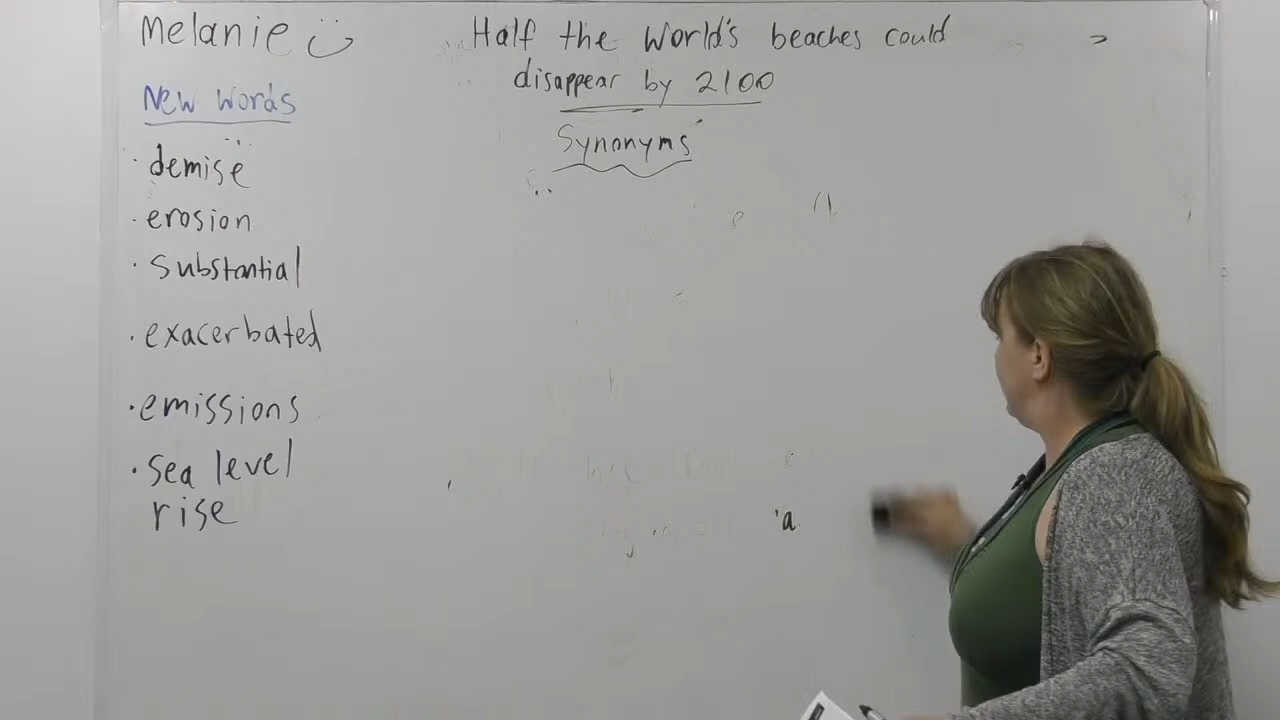 Melanie
Half the World's beaches could
disappear by 2100
New Words
Synonyms
· demise
· erosion
· Substantial
· exacerbated
· emissions
· Sea level
rise
a